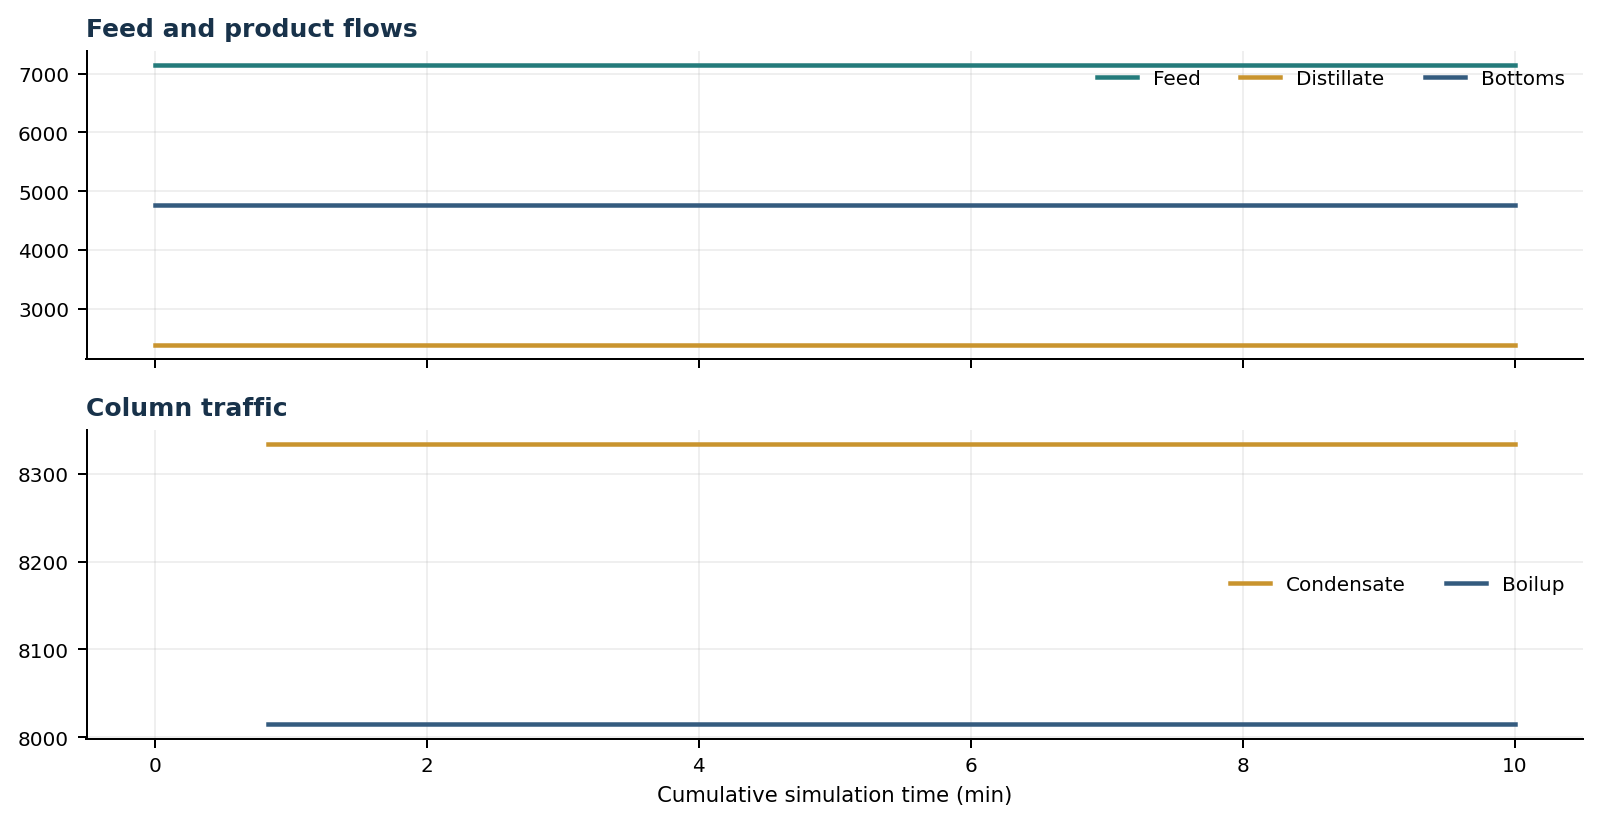 Feed and product flows
7000
6000
5000
4000
3000
Feed Distillate Bottoms
Column traffic
8300
8200
8100
8000
Condensate Boilup
0 2 4 6 8 10
Cumulative simulation time (min)